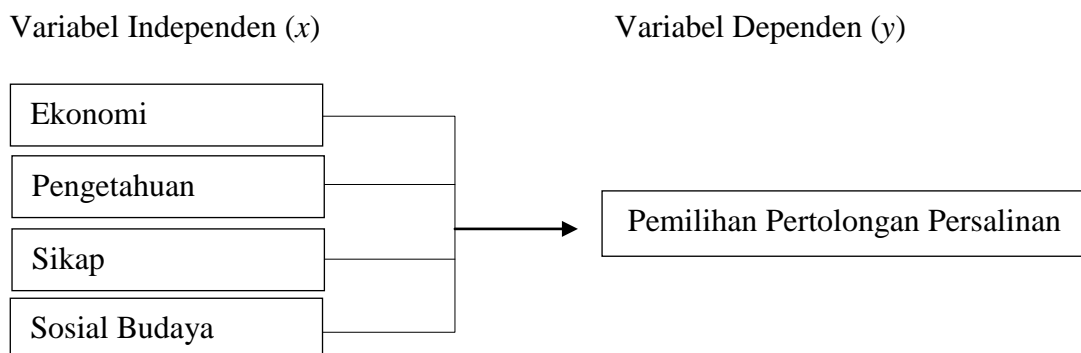 Variabel Independen (x)
Variabel Dependen (y)
Ekonomi
Pengetahuan
Sikap
Sosial Budaya
Pemilihan Pertolongan Persalinan